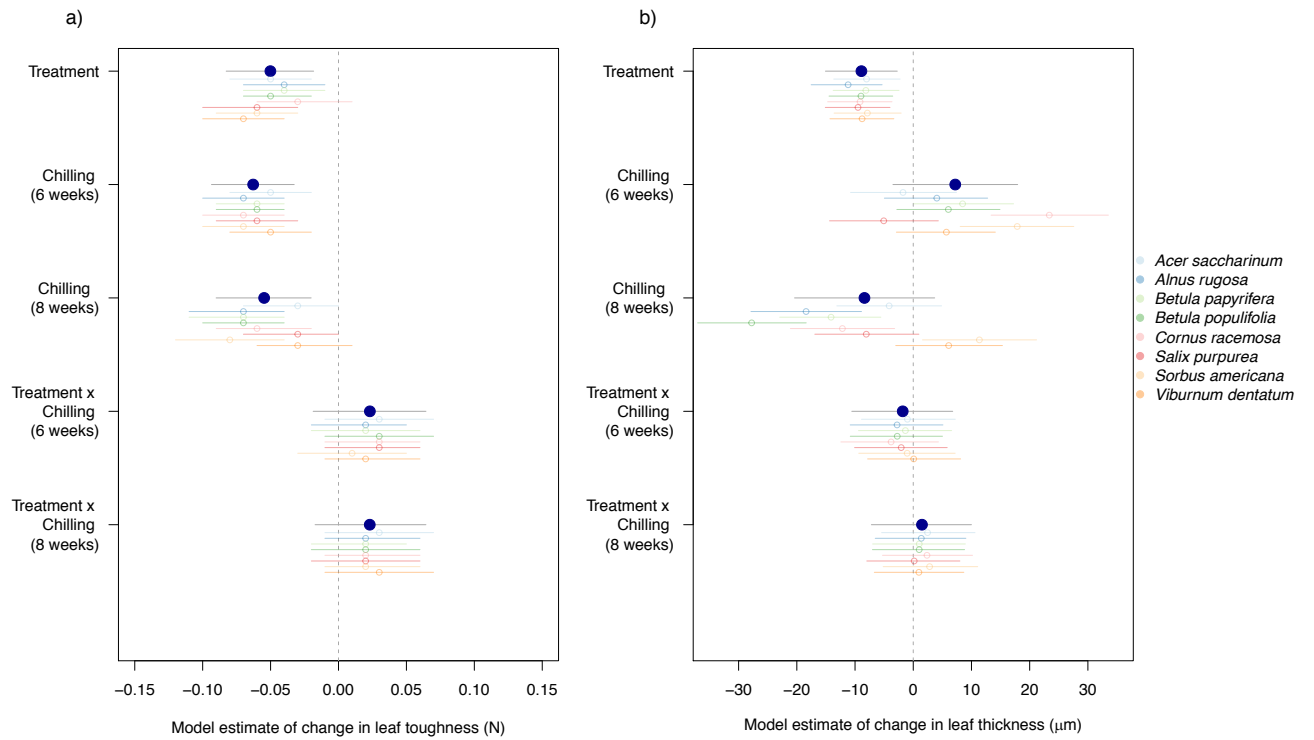 a)
Treatment
Chilling
(6 weeks)
Chilling
(8 weeks)
Treatment x
Chilling
(6 weeks)
Treatment x
Chilling
(8 weeks)
−0.15 −0.10 −0.05 0.00 0.05 0.10 0.15
Model estimate of change in leaf toughness (N)
b)
Treatment
Chilling
(6 weeks)
Chilling
(8 weeks)
Treatment x
Chilling
(6 weeks)
Treatment x
Chilling
(8 weeks)
−30 −20 −10 0 10 20 30
Model estimate of change in leaf thickness (μm)
Acer saccharinum
Alnus rugosa
Betula papyrifera
Betula populifolia
Cornus racemosa
Salix purpurea
Sorbus americana
Viburnum dentatum